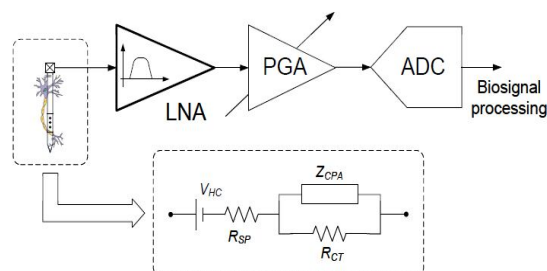 PGA
ADC
LNA
Biosignal
processing
Z_CPA
V_HC
R_SP
R_CT